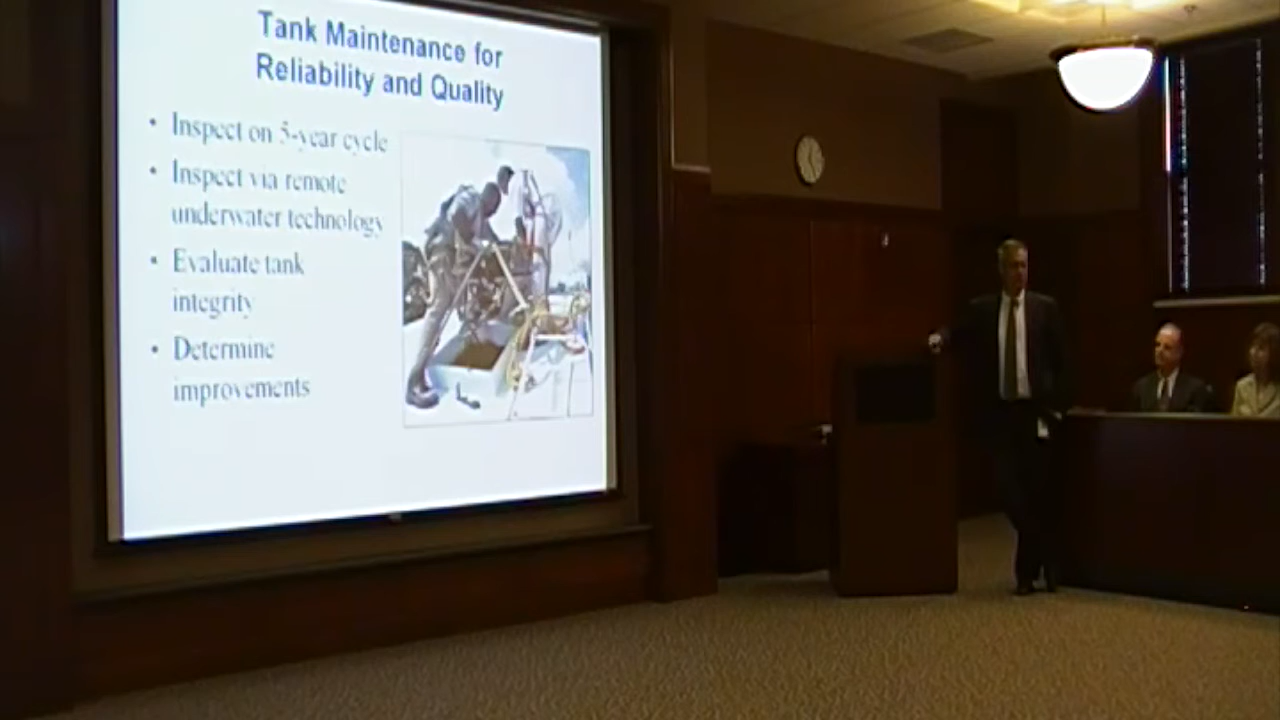 Tank Maintenance for
Reliability and Quality
• Inspect on 5-year cycle
• Inspect via remote
underwater technology
• Evaluate tank
integrity
• Determine
improvements